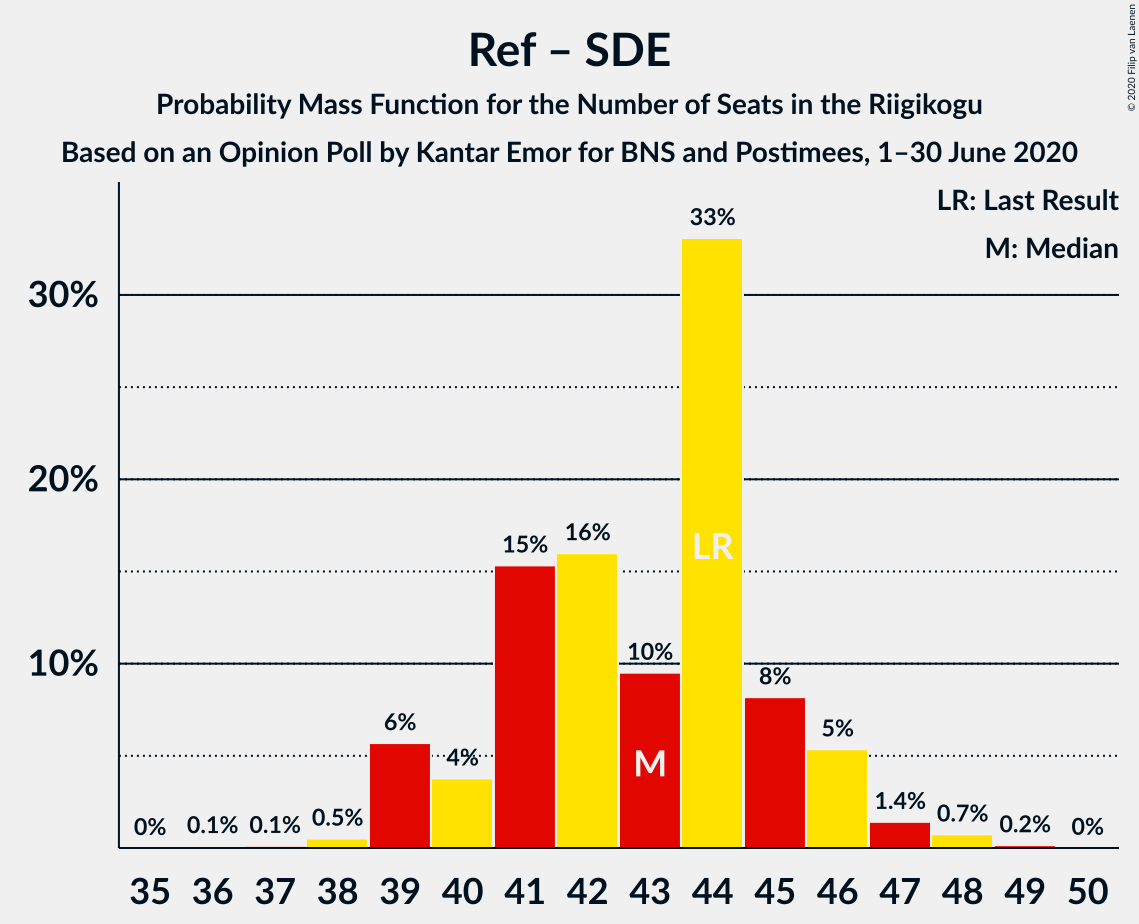 Ref – SDE
Probability Mass Function for the Number of Seats in the Riigikogu
Based on an Opinion Poll by Kantar Emor for BNS and Postimees, 1–30 June 2020
© 2020 Filip van Laenen
LR: Last Result
M: Median
30%
20%
10%
0%
0.1%
0.1%
0.5%
6%
4%
15%
16%
10%
33%
8%
5%
1.4%
0.7%
0.2%
0%
LR
M
35 36 37 38 39 40 41 42 43 44 45 46 47 48 49 50